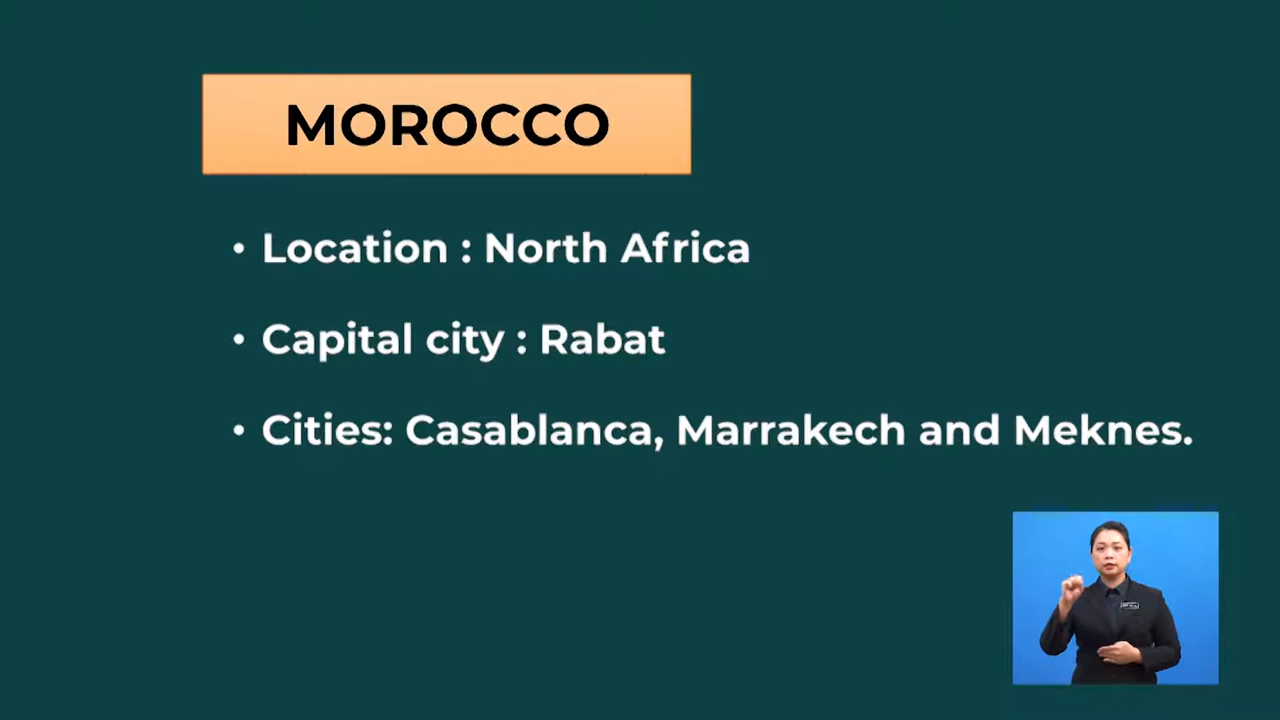 MOROCCO
• Location : North Africa
• Capital city : Rabat
• Cities: Casablanca, Marrakech and Meknes.